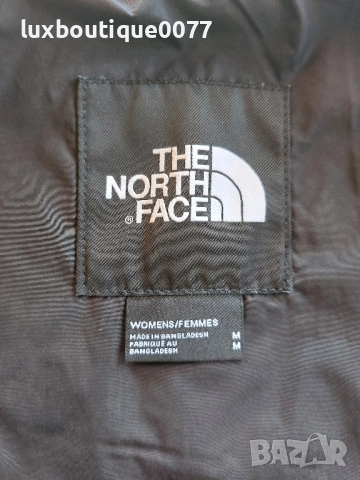 luxboutique0077
THE
NORTH
® FACE
WOMENS/FEMMES
MADE IN BANGLADESH M
FABRIQUÉ AU M
BANGLADESH
BAZAR